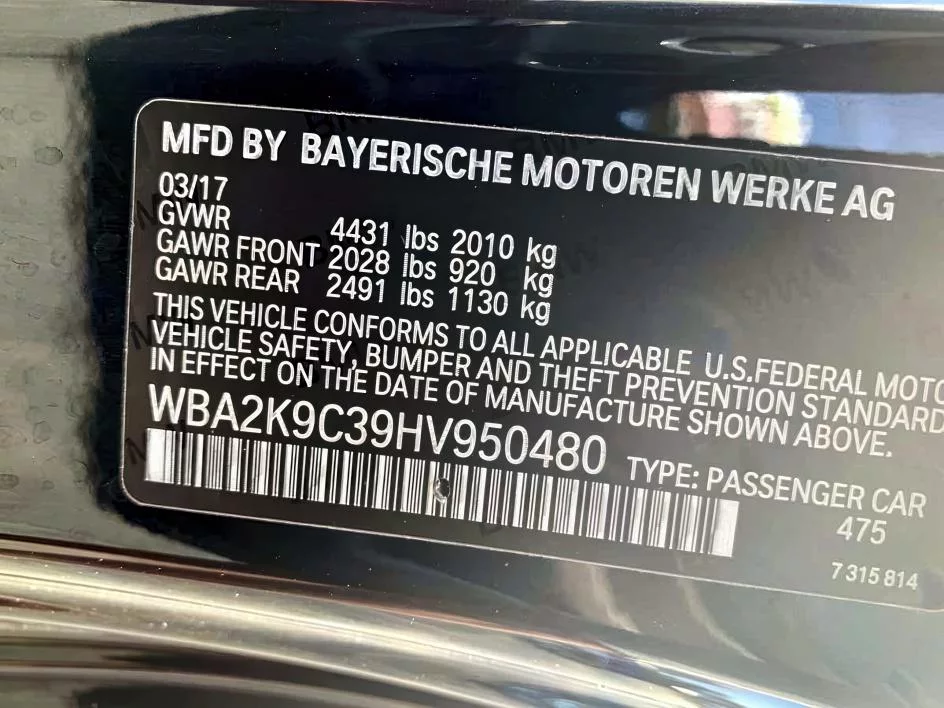 MFD BY BAYERISCHE MOTOREN WERKE AG
03/17
GVWR 4431 lbs 2010 kg
GAWR FRONT 2028 lbs 920 kg
GAWR REAR 2491 lbs 1130 kg
THIS VEHICLE CONFORMS TO ALL APPLICABLE U.S.FEDERAL MOTO
VEHICLE SAFETY, BUMPER AND THEFT PREVENTION STANDARD
IN EFFECT ON THE DATE OF MANUFACTURE SHOWN ABOVE.
WBA2K9C39HV950480 TYPE: PASSENGER CAR
475
7 315 814